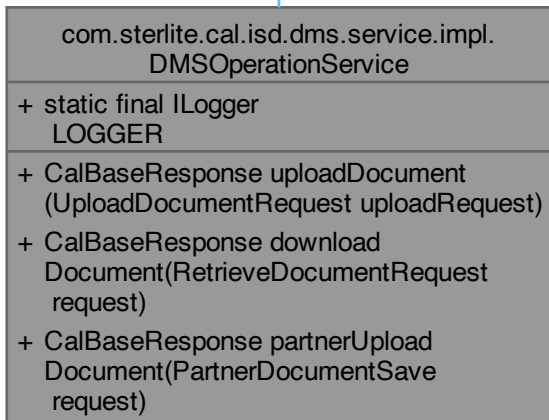 com.sterlite.cal.isd.dms.service.impl.
DMSOperationService
+ static final ILogger
LOGGER
+ CalBaseResponse uploadDocument
(UploadDocumentRequest uploadRequest)
+ CalBaseResponse download
Document(RetrieveDocumentRequest
request)
+ CalBaseResponse partnerUpload
Document(PartnerDocumentSave
request)